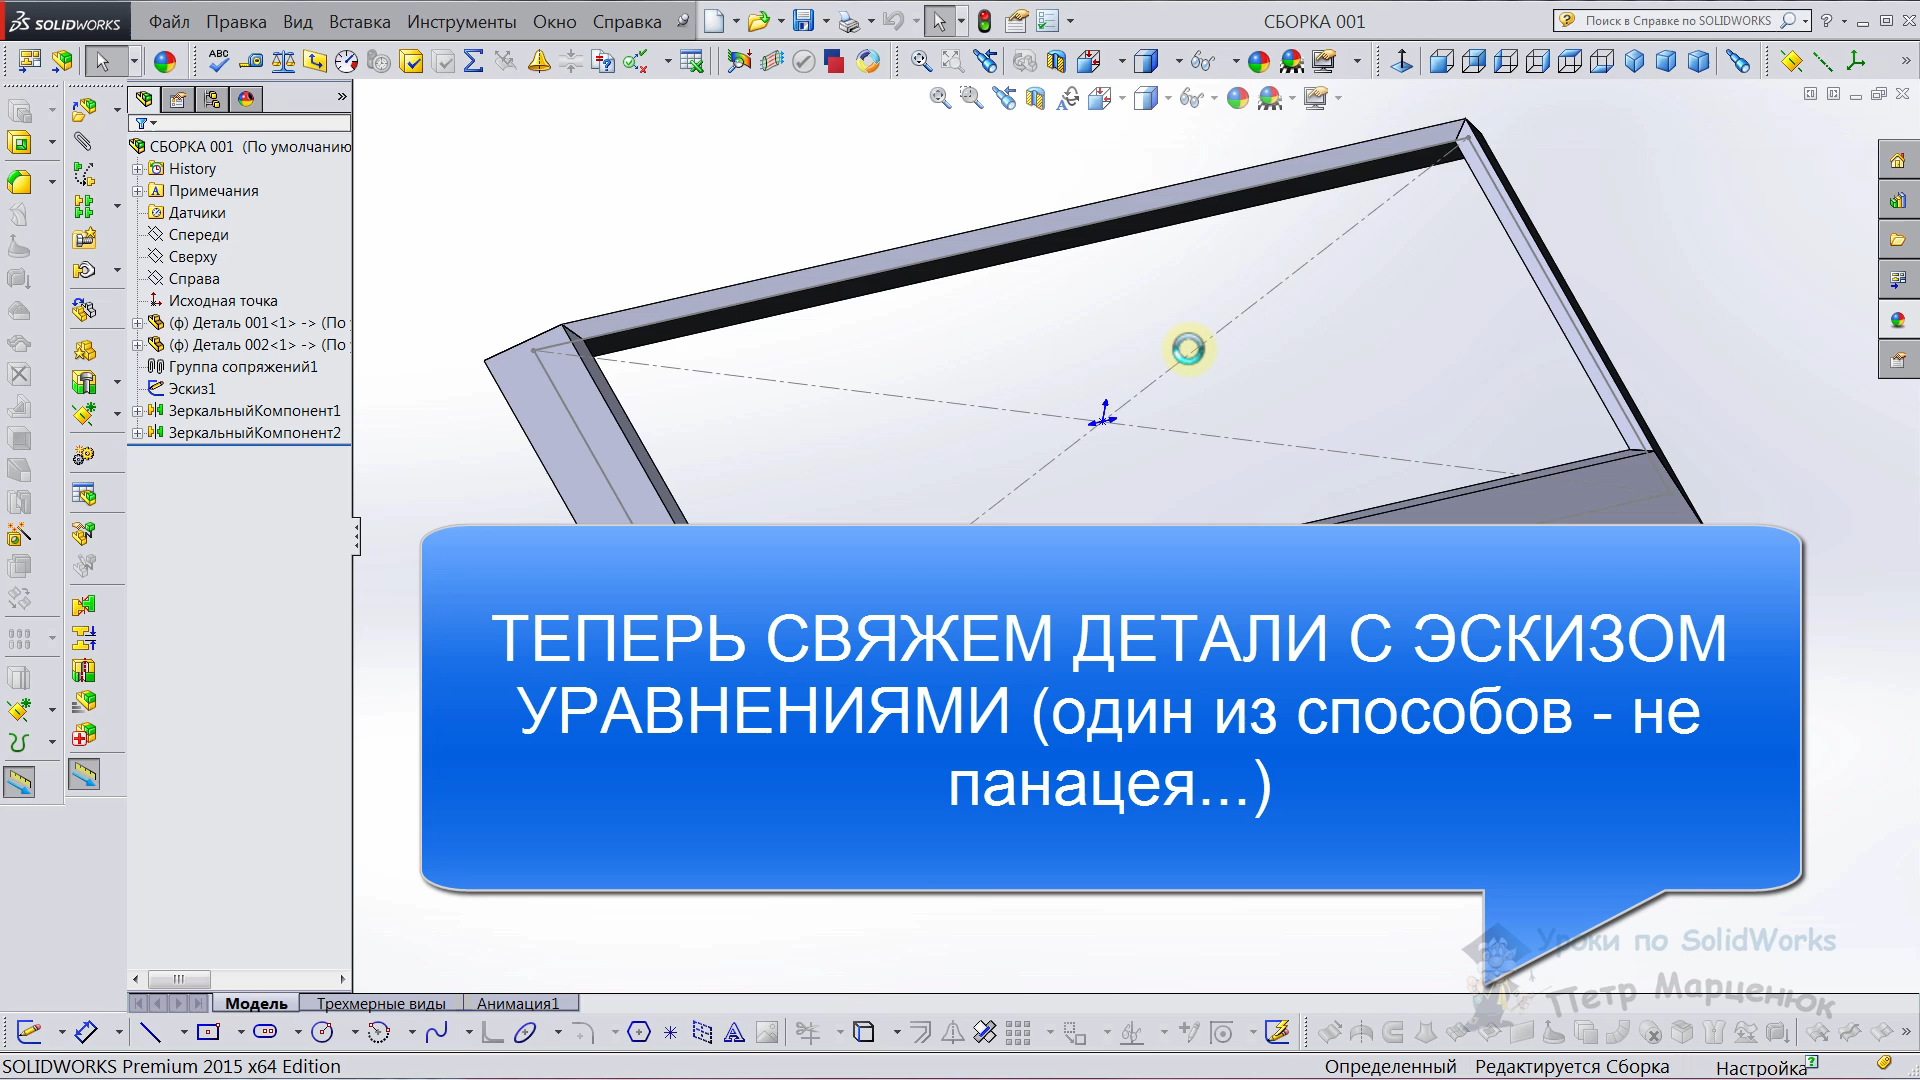 SOLIDWORKS
Файл Правка Вид Вставка Инструменты Окно Справка
СБОРКА 001
Поиск в Справке по SOLIDWORKS
ABC
СБОРКА 001 (По умолчанию
History
Примечания
Датчики
Спереди
Сверху
Справа
Исходная точка
(ф) Деталь 001<1> -> (По
(ф) Деталь 002<1> -> (По
Группа сопряжений1
Эскиз1
ЗеркальныйКомпонент1
ЗеркальныйКомпонент2
ТЕПЕРЬ СВЯЖЕМ ДЕТАЛИ С ЭСКИЗОМ
УРАВНЕНИЯМИ (один из способов - не
панацея...)
Уроки по SolidWorks
Петр Марценюк
Модель Трехмерные виды Анимация1
SOLIDWORKS Premium 2015 x64 Edition
Определенный Редактируется Сборка Настройка